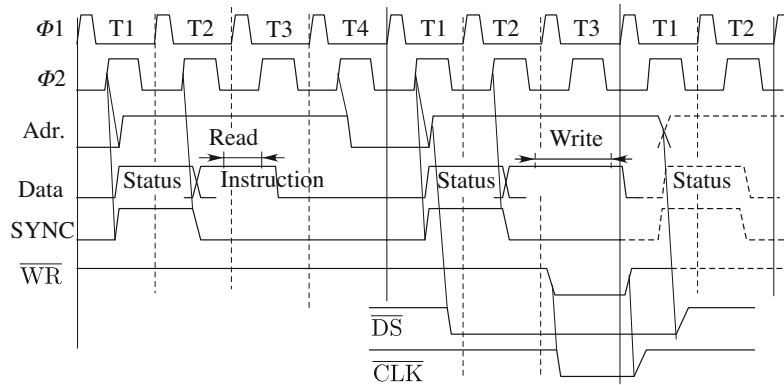 Φ1 T1 T2 T3 T4 T1 T2 T3 T1 T2
Φ2
Adr.
Read Write
Data Status Instruction Status Status
SYNC
WR
DS
CLK